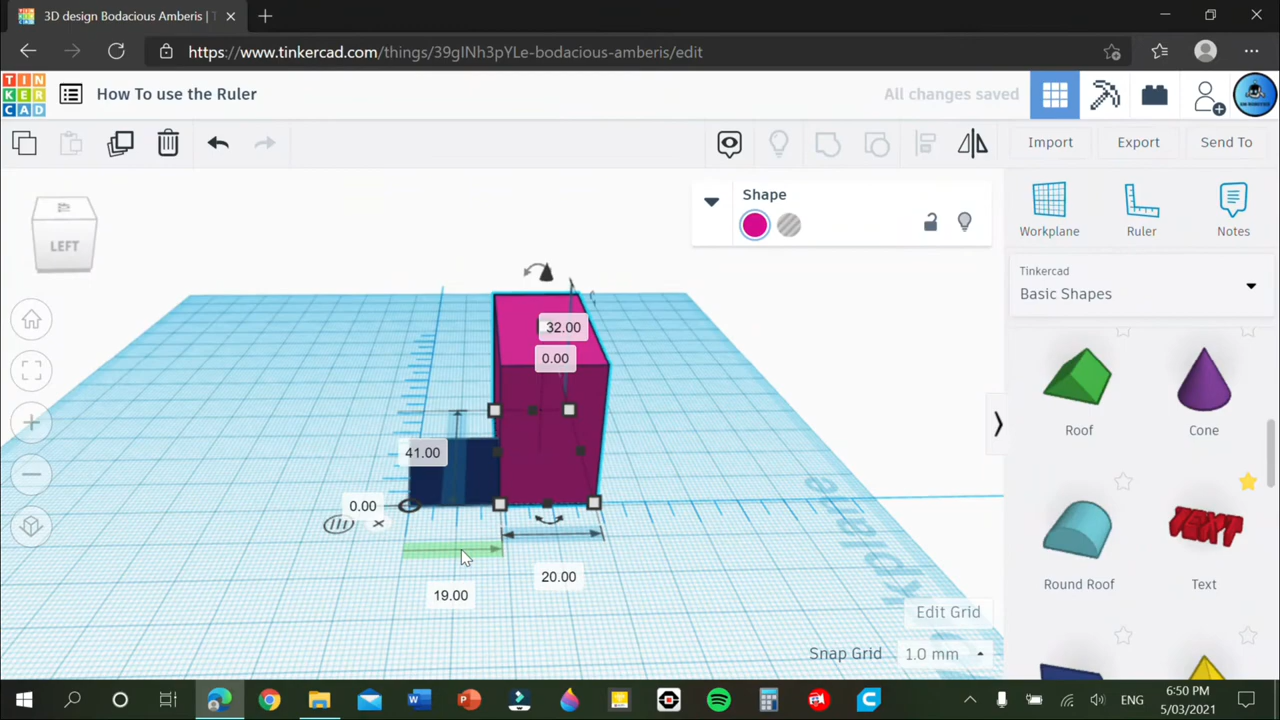 3D design Bodacious Amberis |
https://www.tinkercad.com/things/39glNh3pYLe-bodacious-amberis/edit
TIN
KER
CAD
How To use the Ruler
All changes saved
Import
Export
Send To
Shape
Workplane
Ruler
Notes
LEFT
Tinkercad
Basic Shapes
32.00
0.00
41.00
0.00
19.00
20.00
Roof
Cone
TEXT
Round Roof
Text
Workplane
Edit Grid
Snap Grid
1.0 mm
ENG
6:50 PM
5/03/2021